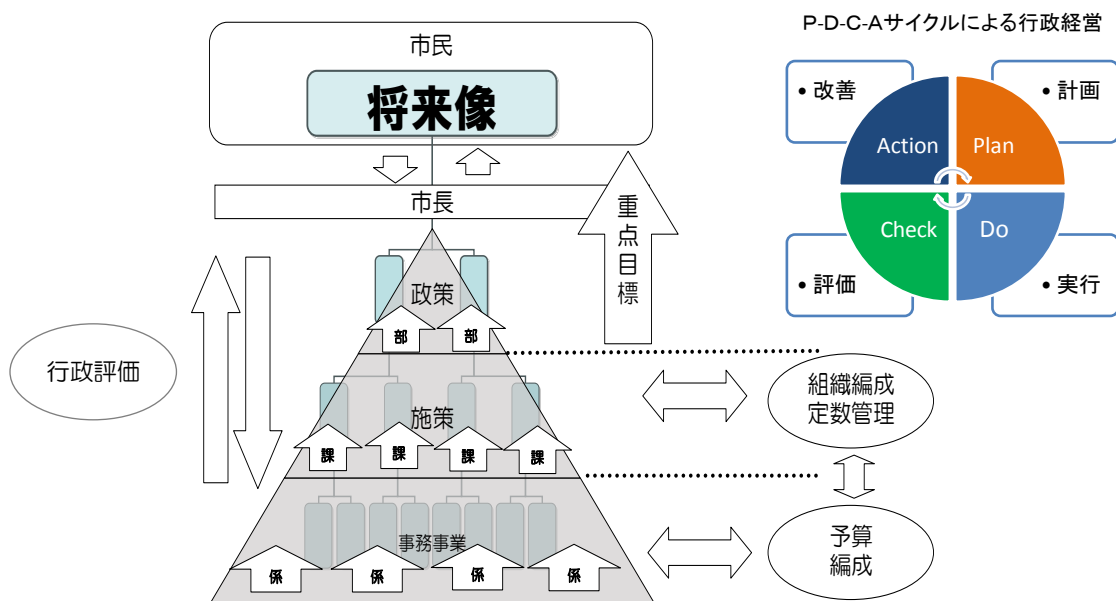 P-D-C-Aサイクルによる行政経営
市民
将来像
• 改善
• 計画
Action
Plan
Check
Do
• 評価
• 実行
市長
重点目標
政策
部
部
行政評価
組織編成
定数管理
施策
課
課
課
課
事務事業
係
係
係
係
予算
編成